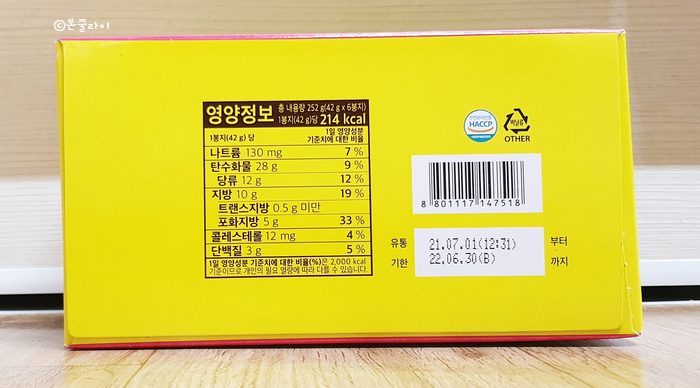 ©본줄라이
영양정보 총 내용량 252 g(42 g x 6봉지)
1봉지(42 g)당 214 kcal
1봉지(42 g) 당 1일 영양성분 기준치에 대한 비율
나트륨 130 mg 7 %
탄수화물 28 g 9 %
당류 12 g 12 %
지방 10 g 19 %
트랜스지방 0.5 g 미만
포화지방 5 g 33 %
콜레스테롤 12 mg 4 %
단백질 3 g 5 %
1일 영양성분 기준치에 대한 비율(%)은 2,000 kcal
기준이므로 개인의 필요 열량에 따라 다를 수 있습니다.
HACCP
비닐류
OTHER
8 801117 147518
유통 21.07.01(12:31) 부터
기한 22.06.30(B) 까지